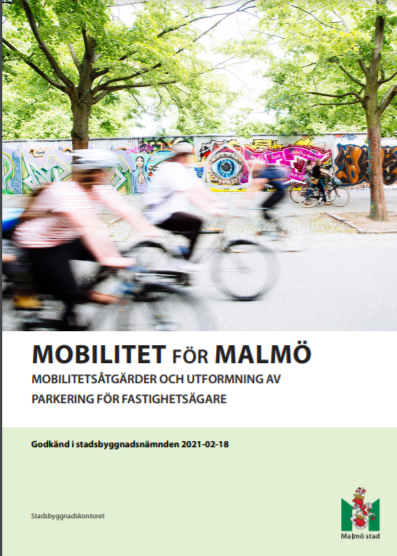 MOBILITET FÖR MALMÖ
MOBILITETSÅTGÄRDER OCH UTFORMNING AV
PARKERING FÖR FASTIGHETSÄGARE
Godkänd i stadsbyggnadsnämnden 2021-02-18
Stadsbyggnadskontoret
Malmö stad